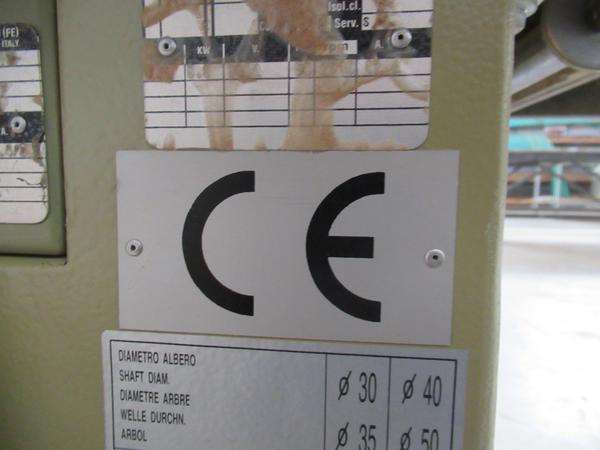 (FE)
ITALY
A.
Isol.cl.
Serv. S
KW
V.
rpm
A.
CE
DIAMETRO ALBERO
SHAFT DIAM.
DIAMETRE ARBRE
WELLE DURCHN.
ARBOL
ø 30 ø 40
ø 35 ø 50